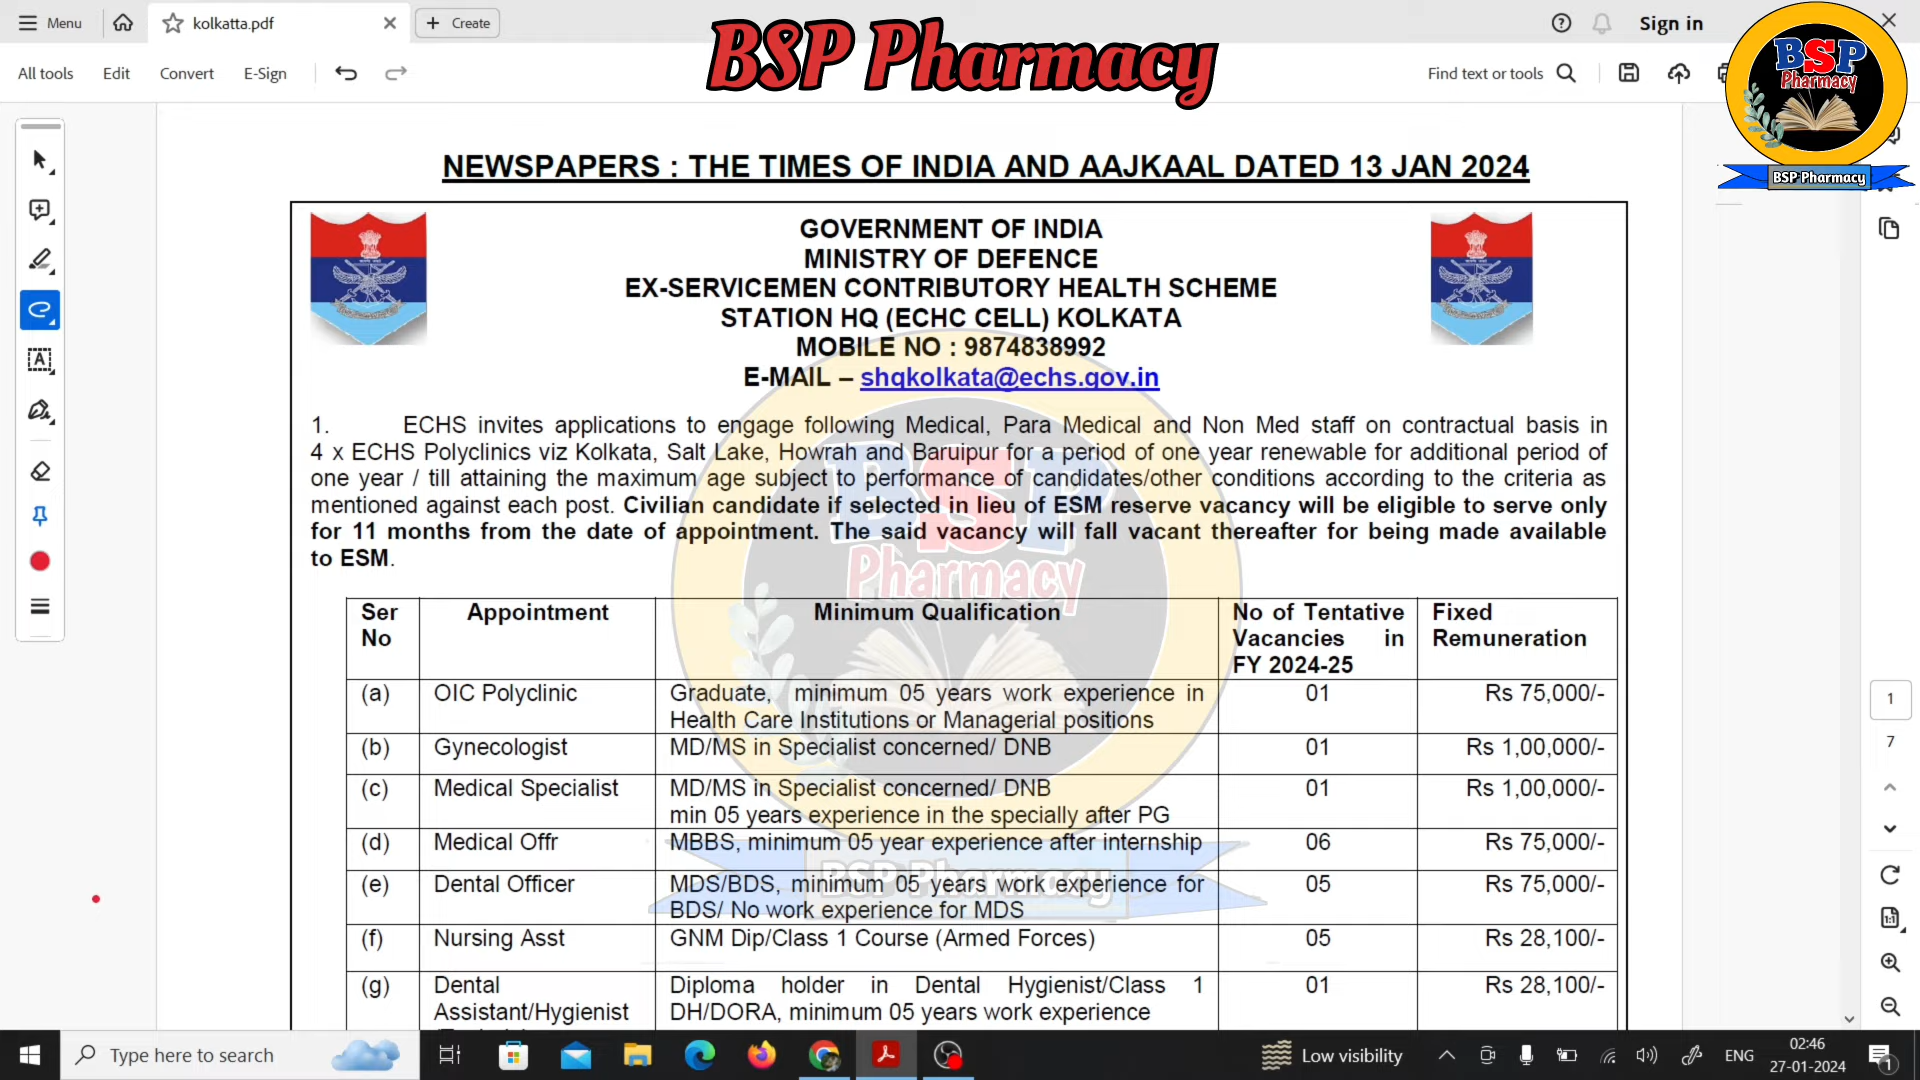 Menu
kolkatta.pdf
Create
Sign in
BSP Pharmacy
All tools
Edit
Convert
E-Sign
Find text or tools
BSP
Pharmacy
BSP Pharmacy
NEWSPAPERS : THE TIMES OF INDIA AND AAJKAAL DATED 13 JAN 2024
GOVERNMENT OF INDIA
MINISTRY OF DEFENCE
EX-SERVICEMEN CONTRIBUTORY HEALTH SCHEME
STATION HQ (ECHC CELL) KOLKATA
MOBILE NO : 9874838992
E-MAIL – shqkolkata@echs.gov.in
1. ECHS invites applications to engage following Medical, Para Medical and Non Med staff on contractual basis in
4 x ECHS Polyclinics viz Kolkata, Salt Lake, Howrah and Baruipur for a period of one year renewable for additional period of
one year / till attaining the maximum age subject to performance of candidates/other conditions according to the criteria as
mentioned against each post. Civilian candidate if selected in lieu of ESM reserve vacancy will be eligible to serve only
for 11 months from the date of appointment. The said vacancy will fall vacant thereafter for being made available
to ESM.
BSP
Pharmacy
BSP Pharmacy
Ser No Appointment Minimum Qualification No of Tentative Vacancies in FY 2024-25 Fixed Remuneration
(a) OIC Polyclinic Graduate, minimum 05 years work experience in 01 Rs 75,000/-
Health Care Institutions or Managerial positions
(b) Gynecologist MD/MS in Specialist concerned/ DNB 01 Rs 1,00,000/-
(c) Medical Specialist MD/MS in Specialist concerned/ DNB 01 Rs 1,00,000/-
min 05 years experience in the specially after PG
(d) Medical Offr MBBS, minimum 05 year experience after internship 06 Rs 75,000/-
(e) Dental Officer MDS/BDS, minimum 05 years work experience for 05 Rs 75,000/-
BDS/ No work experience for MDS
(f) Nursing Asst GNM Dip/Class 1 Course (Armed Forces) 05 Rs 28,100/-
(g) Dental Diploma holder in Dental Hygienist/Class 1 01 Rs 28,100/-
Assistant/Hygienist DH/DORA, minimum 05 years work experience
1
7
Type here to search
Low visibility
ENG
02:46
27-01-2024
1